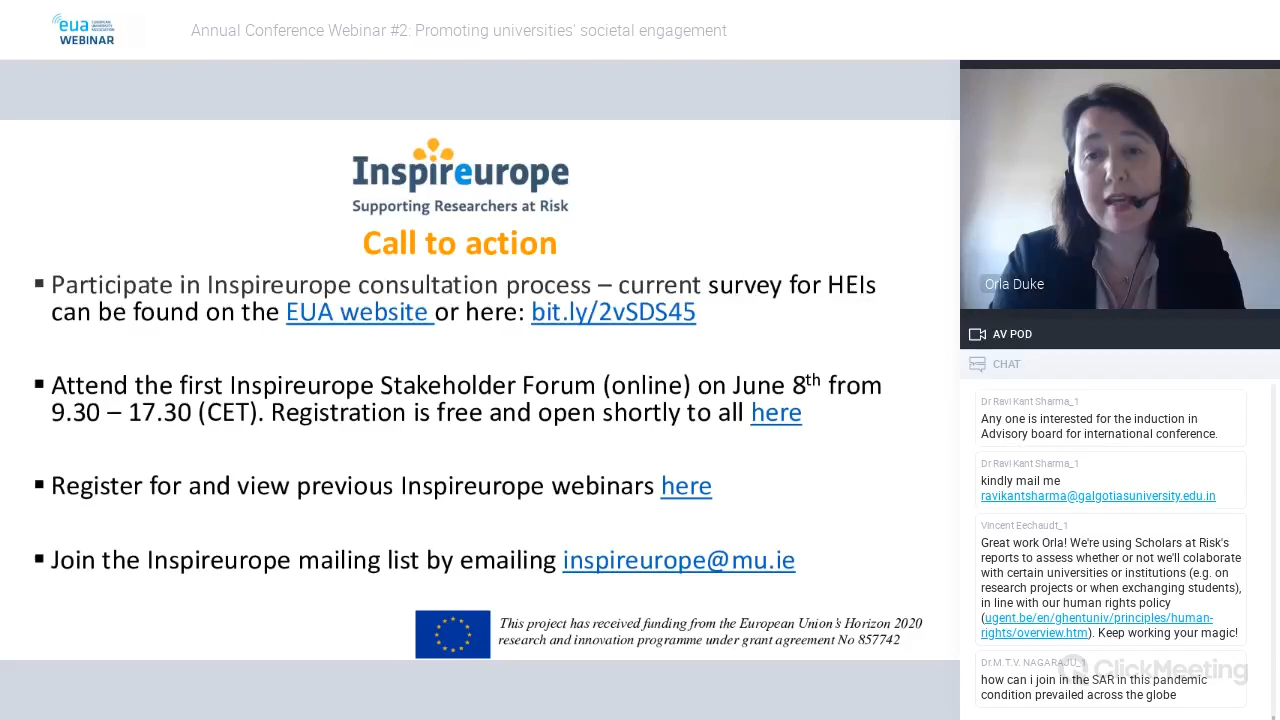 eua EUROPEAN UNIVERSITY ASSOCIATION
WEBINAR
Annual Conference Webinar #2: Promoting universities' societal engagement
Inspireurope
Supporting Researchers at Risk
Call to action
▪ Participate in Inspireurope consultation process – current survey for HEIs
can be found on the EUA website or here: bit.ly/2vSDS45
▪ Attend the first Inspireurope Stakeholder Forum (online) on June 8th from
9.30 – 17.30 (CET). Registration is free and open shortly to all here
▪ Register for and view previous Inspireurope webinars here
▪ Join the Inspireurope mailing list by emailing inspireurope@mu.ie
This project has received funding from the European Union's Horizon 2020
research and innovation programme under grant agreement No 857742
Orla Duke
AV POD
CHAT
Dr Ravi Kant Sharma_1
Any one is interested for the induction in
Advisory board for international conference.
Dr Ravi Kant Sharma_1
kindly mail me
ravikantsharma@galgotiasuniversity.edu.in
Vincent Eechaudt_1
Great work Orla! We're using Scholars at Risk's
reports to assess whether or not we'll colaborate
with certain universities or institutions (e.g. on
research projects or when exchanging students),
in line with our human rights policy
(ugent.be/en/ghentuniv/principles/human-
rights/overview.htm). Keep working your magic!
Dr.M.T.V. NAGARAJU_1
how can i join in the SAR in this pandemic
condition prevailed across the globe
ClickMeeting